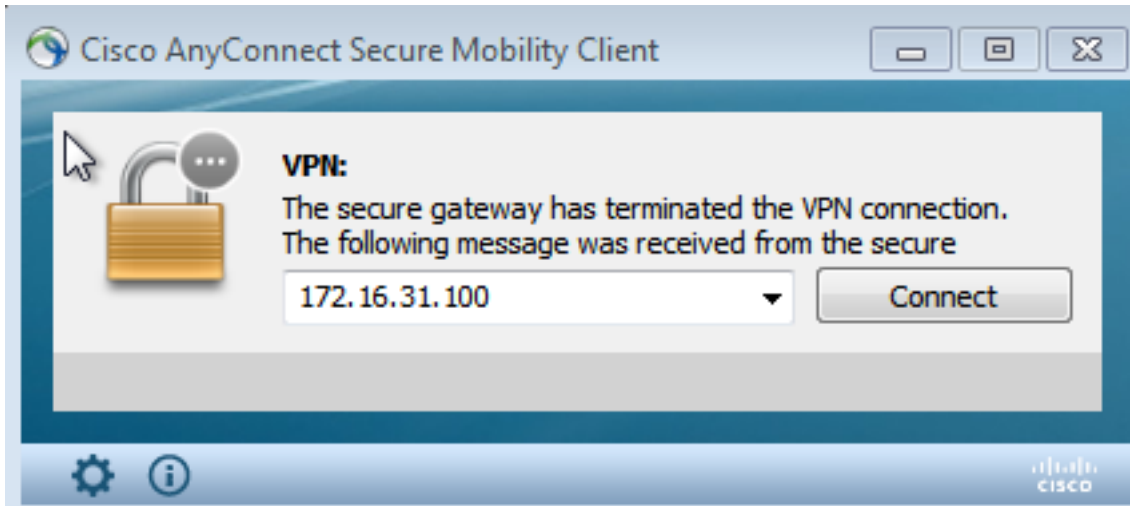 Cisco AnyConnect Secure Mobility Client
VPN:
The secure gateway has terminated the VPN connection.
The following message was received from the secure
172.16.31.100
Connect
CISCO